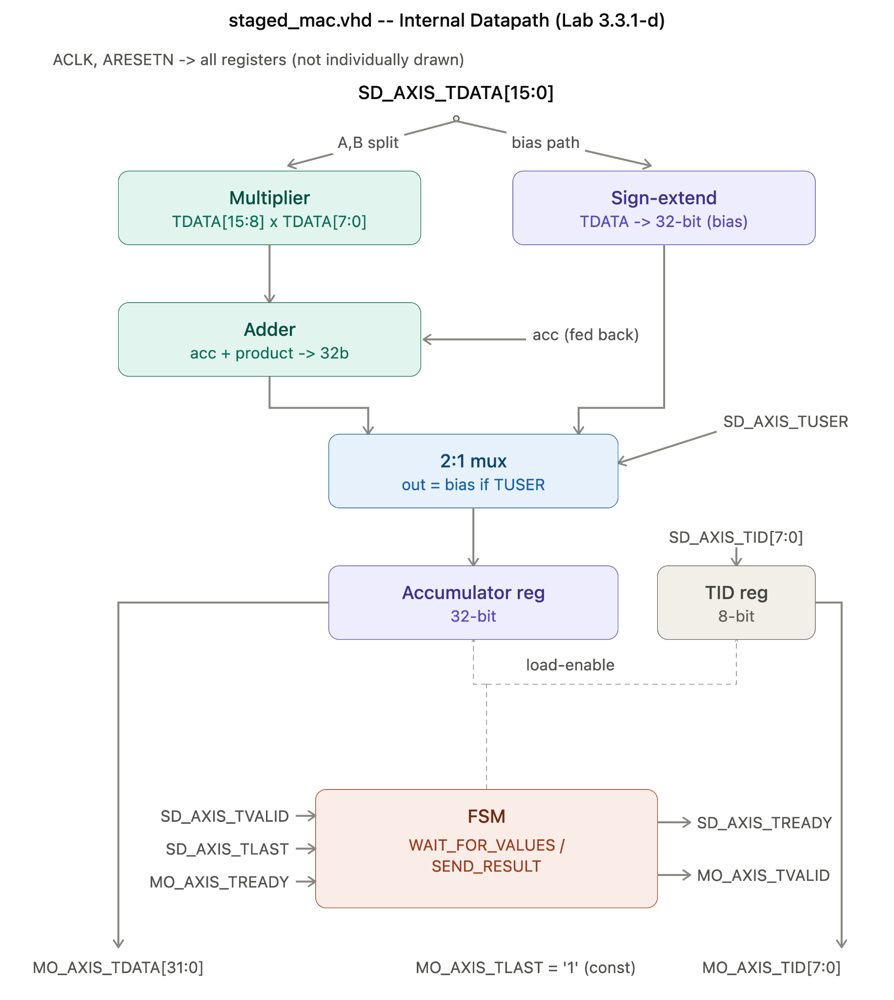 staged_mac.vhd -- Internal Datapath (Lab 3.3.1-d)
ACLK, ARESETN -> all registers (not individually drawn)
SD_AXIS_TDATA[15:0]
A,B split
bias path
Multiplier
TDATA[15:8] x TDATA[7:0]
Sign-extend
TDATA -> 32-bit (bias)
Adder
acc + product -> 32b
acc (fed back)
SD_AXIS_TUSER
2:1 mux
out = bias if TUSER
SD_AXIS_TID[7:0]
Accumulator reg
32-bit
TID reg
8-bit
load-enable
SD_AXIS_TVALID
SD_AXIS_TLAST
MO_AXIS_TREADY
FSM
WAIT_FOR_VALUES /
SEND_RESULT
SD_AXIS_TREADY
MO_AXIS_TVALID
MO_AXIS_TDATA[31:0]
MO_AXIS_TLAST = '1' (const)
MO_AXIS_TID[7:0]